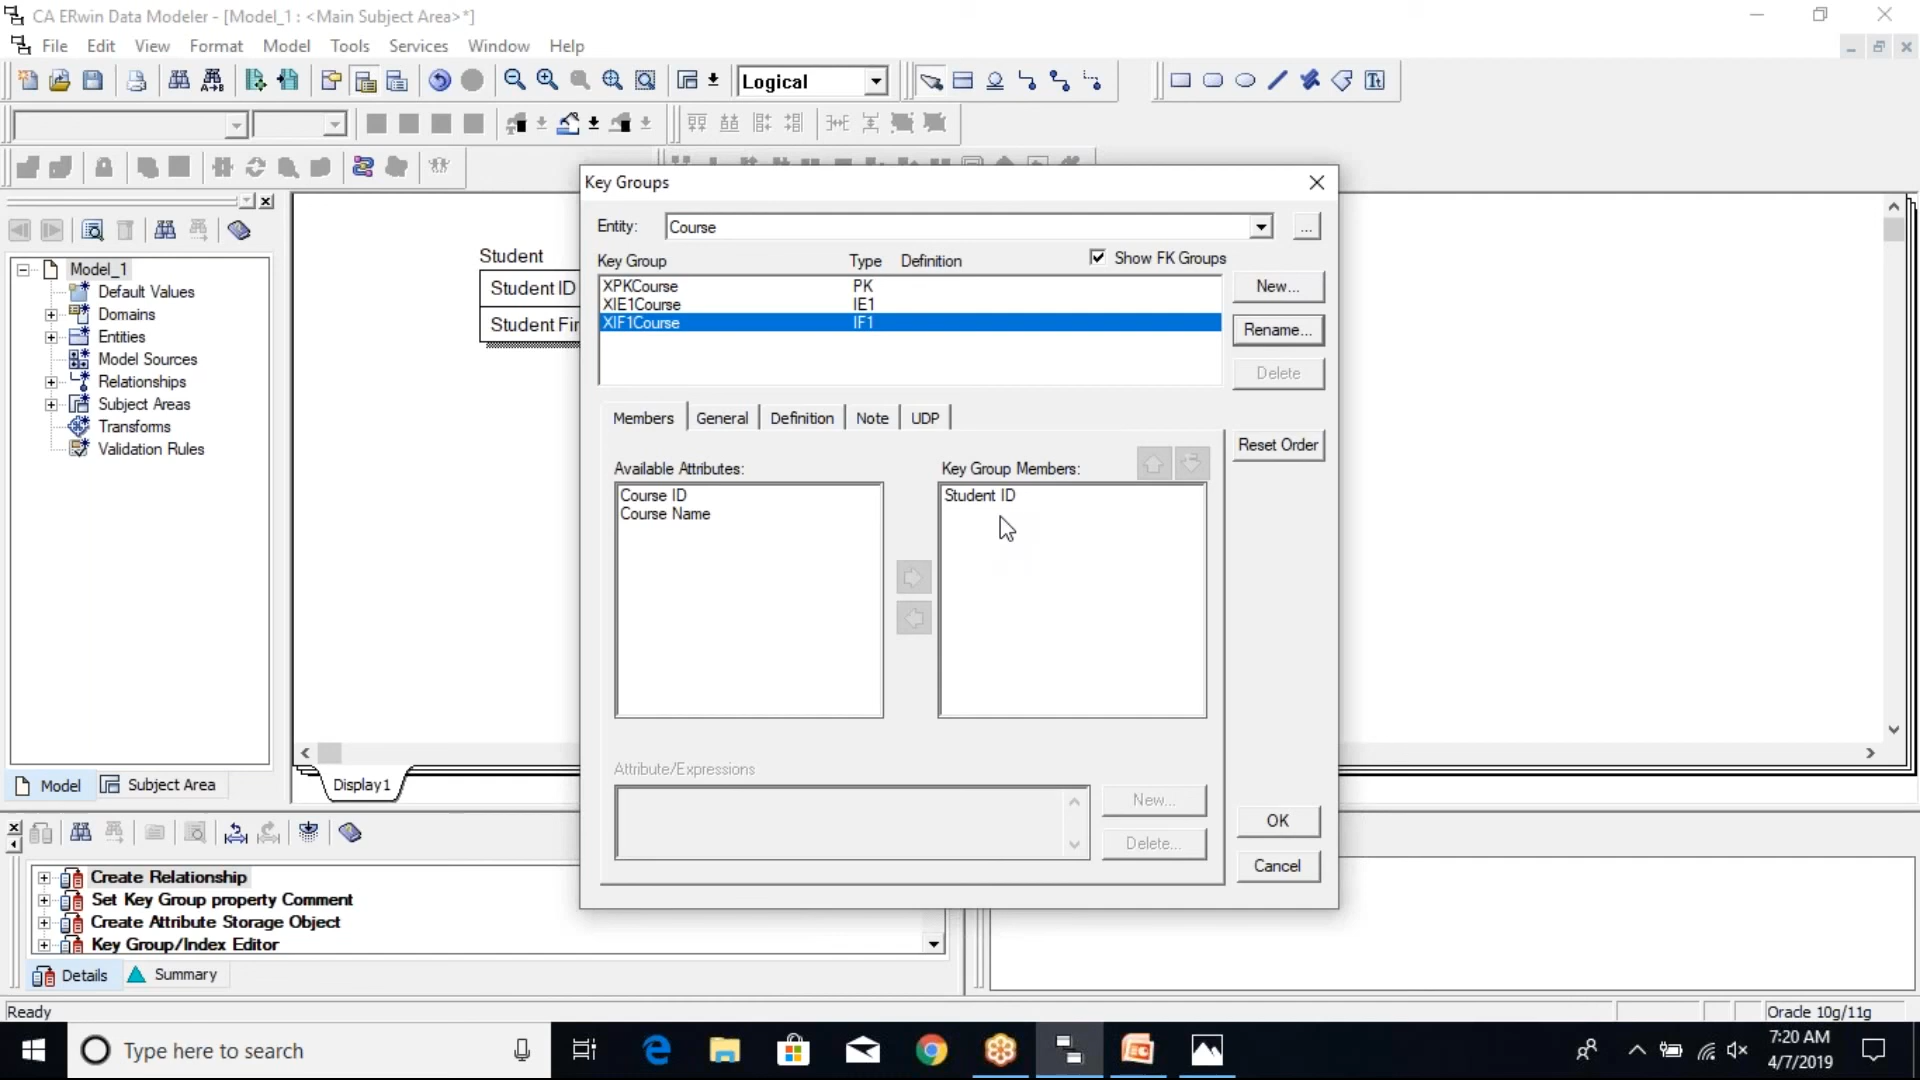 CA ERwin Data Modeler - [Model_1 : <Main Subject Area>*]
File Edit View Format Model Tools Services Window Help
Logical
Model_1
Default Values
Domains
Entities
Model Sources
Relationships
Subject Areas
Transforms
Validation Rules
Model Subject Area
Student
Student ID
Student Fir
Display1
Key Groups
Entity: Course ...
Key Group Type Definition Show FK Groups
XPKCourse PK
XIE1Course IE1
XIF1Course IF1
New...
Rename...
Delete
Reset Order
Members General Definition Note UDP
Available Attributes: Key Group Members:
Course ID
Course Name
Student ID
Attribute/Expressions
New...
Delete...
OK
Cancel
Create Relationship
Set Key Group property Comment
Create Attribute Storage Object
Key Group/Index Editor
Details Summary
Ready Oracle 10g/11g
Type here to search
7:20 AM
4/7/2019